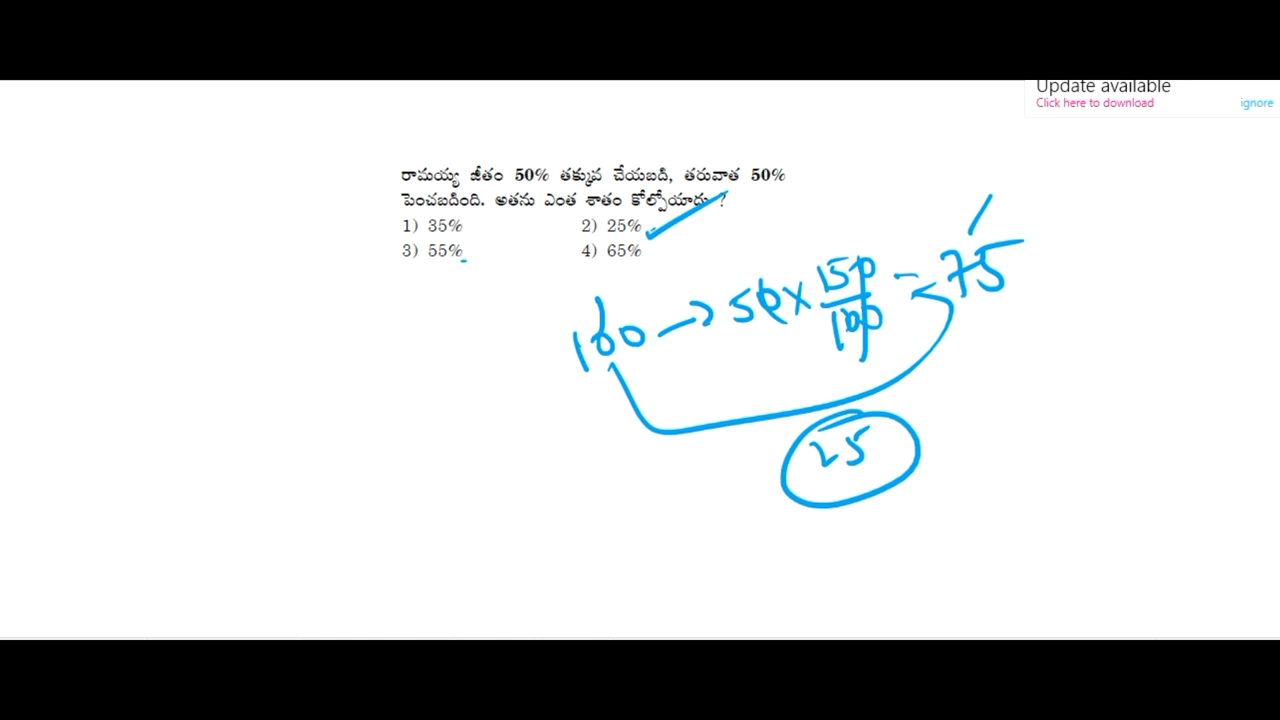 Update available
Click here to download ignore
రామయ్య జీతం 50% తక్కువ చేయబడి, తరువాత 50%
పెంచబడింది. అతను ఎంత శాతం కోల్పోయాడు ?
1) 35% 2) 25%
3) 55% 4) 65%
100 → 50 × 150/100 = 75
25